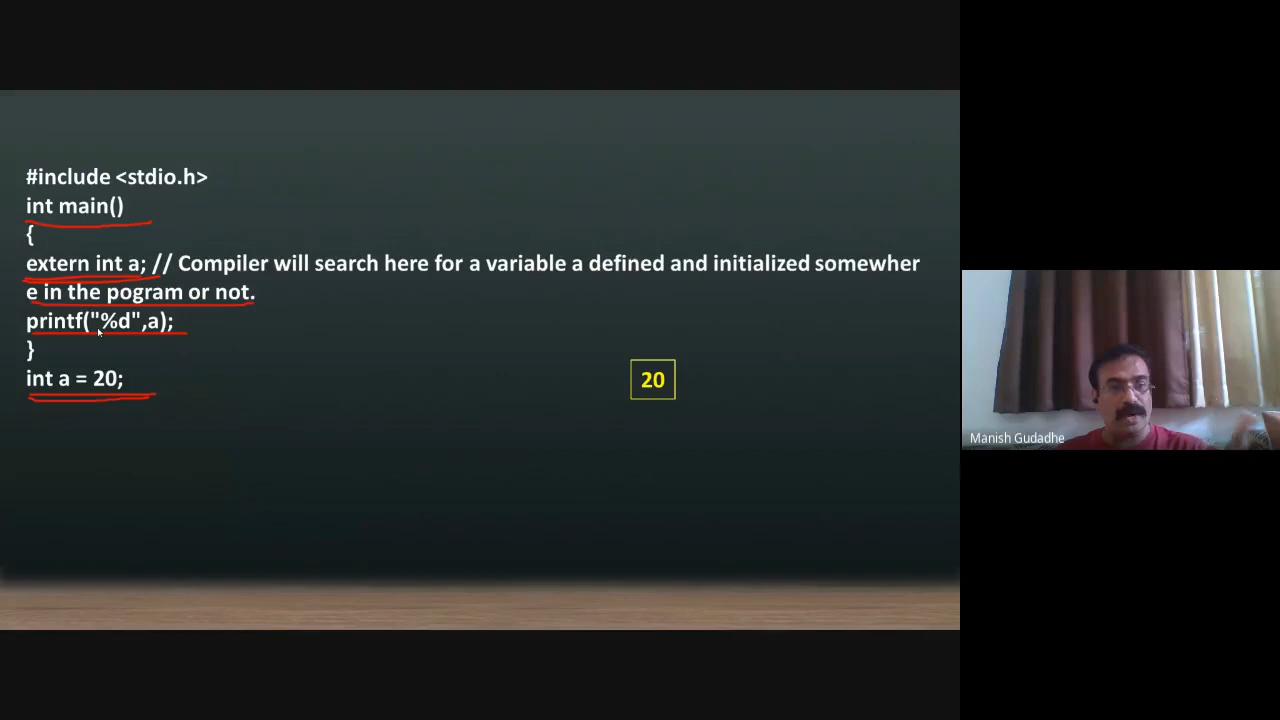 #include <stdio.h>
int main()
{
extern int a; // Compiler will search here for a variable a defined and initialized somewher
e in the pogram or not.
printf("%d",a);
}
int a = 20;
20
Manish Gudadhe